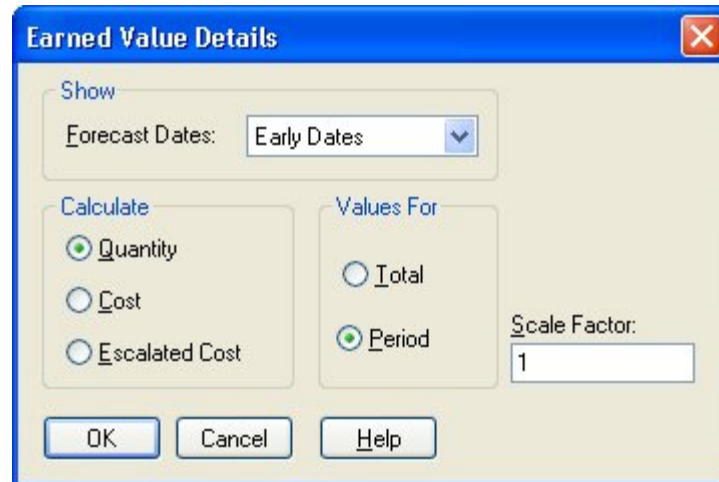 Earned Value Details
Show
Forecast Dates: Early Dates
Calculate
Quantity
Cost
Escalated Cost
Values For
Total
Period
Scale Factor:
1
OK Cancel Help